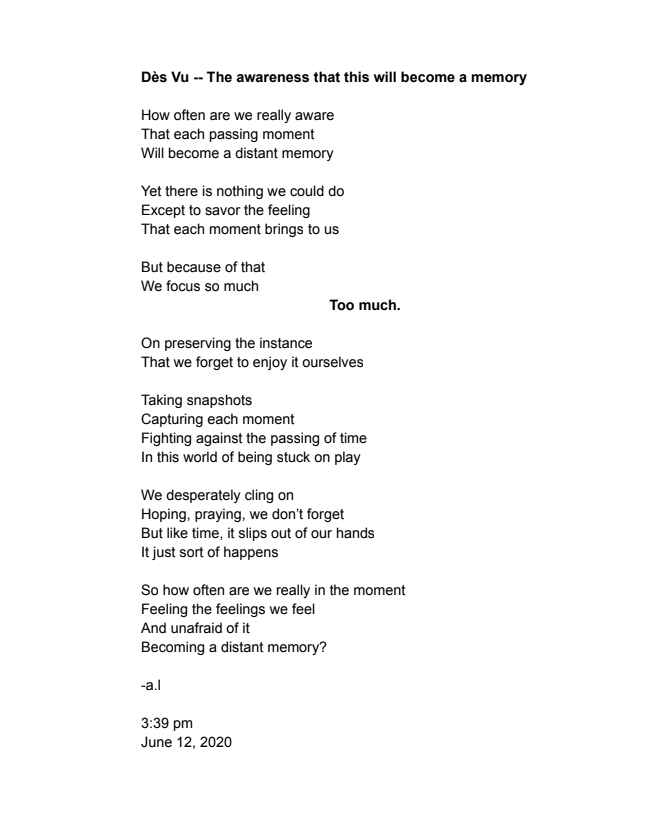 Dès Vu -- The awareness that this will become a memory
How often are we really aware
That each passing moment
Will become a distant memory
Yet there is nothing we could do
Except to savor the feeling
That each moment brings to us
But because of that
We focus so much
Too much.
On preserving the instance
That we forget to enjoy it ourselves
Taking snapshots
Capturing each moment
Fighting against the passing of time
In this world of being stuck on play
We desperately cling on
Hoping, praying, we don’t forget
But like time, it slips out of our hands
It just sort of happens
So how often are we really in the moment
Feeling the feelings we feel
And unafraid of it
Becoming a distant memory?
-a.l
3:39 pm
June 12, 2020